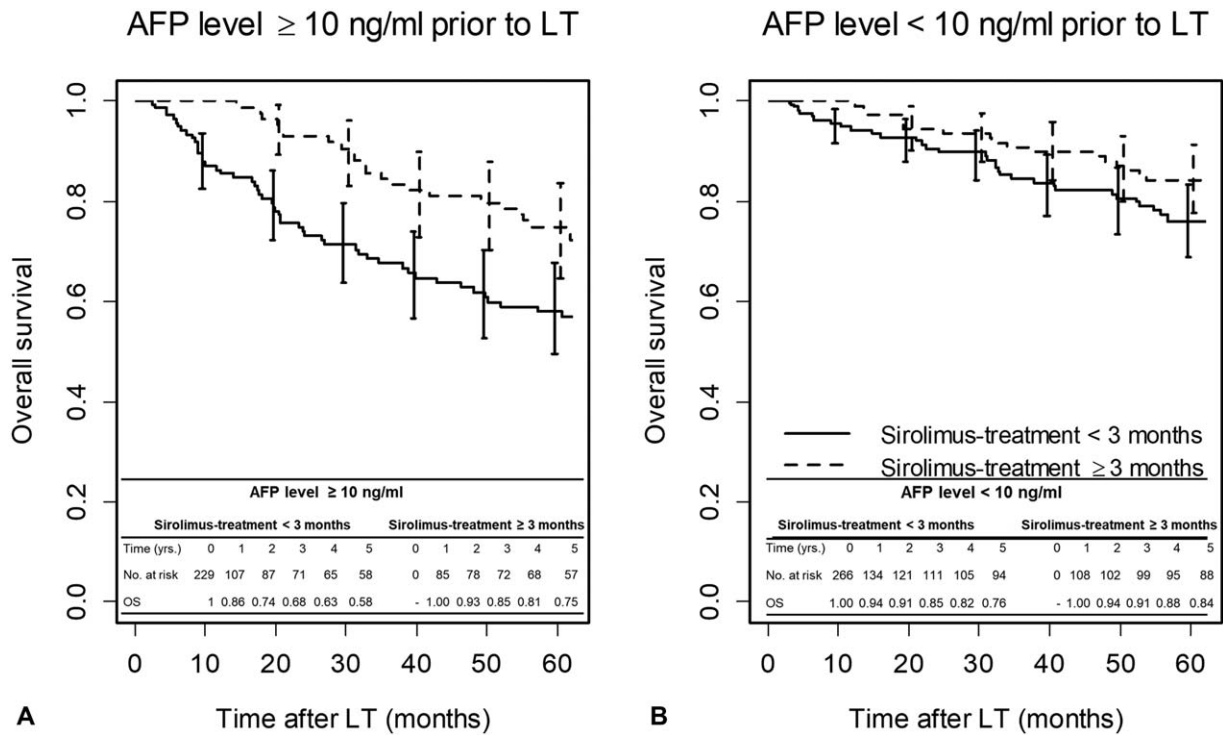 AFP level ≥ 10 ng/ml prior to LT
Overall survival
1.0
0.8
0.6
0.4
0.2
0.0
AFP level ≥ 10 ng/ml
Sirolimus-treatment < 3 months Sirolimus-treatment ≥ 3 months
Time (yrs.) 0 1 2 3 4 5 0 1 2 3 4 5
No. at risk 229 107 87 71 65 58 0 85 78 72 68 57
OS 1 0.86 0.74 0.68 0.63 0.58 - 1.00 0.93 0.85 0.81 0.75
0 10 20 30 40 50 60
A Time after LT (months)
AFP level < 10 ng/ml prior to LT
Overall survival
1.0
0.8
0.6
0.4
0.2
0.0
Sirolimus-treatment < 3 months
Sirolimus-treatment ≥ 3 months
AFP level < 10 ng/ml
Sirolimus-treatment < 3 months Sirolimus-treatment ≥ 3 months
Time (yrs.) 0 1 2 3 4 5 0 1 2 3 4 5
No. at risk 266 134 121 111 105 94 0 108 102 99 95 88
OS 1.00 0.94 0.91 0.85 0.82 0.76 - 1.00 0.94 0.91 0.88 0.84
0 10 20 30 40 50 60
B Time after LT (months)